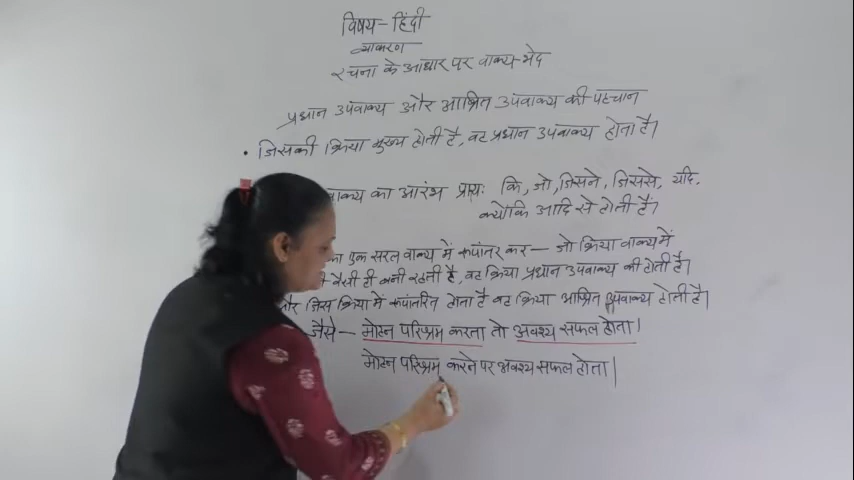 विषय - हिंदी
व्याकरण
रचना के आधार पर वाक्य-भेद
प्रधान उपवाक्य और आश्रित उपवाक्य की पहचान
• जिसकी क्रिया मुख्य होती है, वह प्रधान उपवाक्य होता है।
वाक्य का आरंभ प्रायः कि, जो, जिसने, जिससे, यदि,
क्योंकि आदि से होती है।
एक सरल वाक्य में रूपांतर कर - जो क्रिया वाक्य में
वैसी ही बनी रहती है, वह क्रिया प्रधान उपवाक्य की होती है।
और जिस क्रिया में रूपांतरित होता है वह क्रिया आश्रित उपवाक्य होती है।
जैसे - मोहन परिश्रम करता तो अवश्य सफल होता।
मोहन परिश्रम करने पर अवश्य सफल होता।